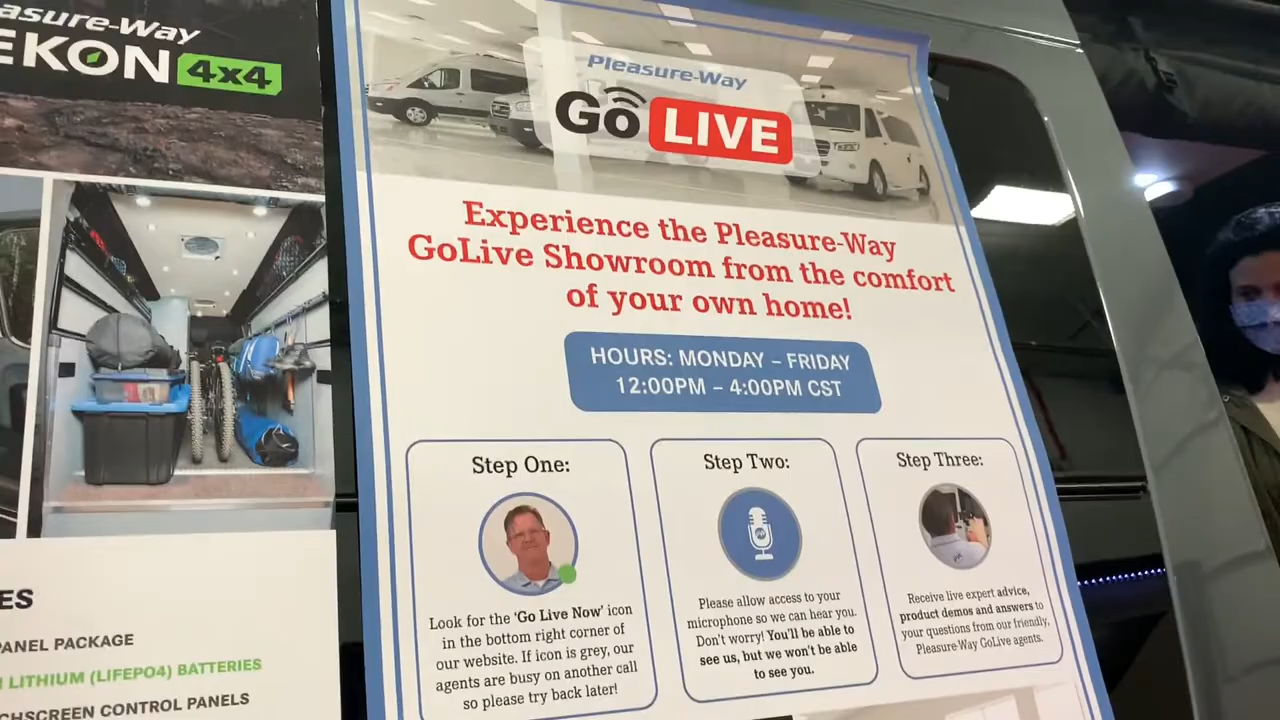 EKON 4x4
Pleasure-Way
Go LIVE
Experience the Pleasure-Way
GoLive Showroom from the comfort
of your own home!
HOURS: MONDAY – FRIDAY
12:00PM – 4:00PM CST
Step One:
Look for the 'Go Live Now' icon
in the bottom right corner of
our website. If icon is grey, our
agents are busy on another call
so please try back later!
Step Two:
Please allow access to your
microphone so we can hear you.
Don't worry! You'll be able to
see us, but we won't be able
to see you.
Step Three:
Receive live expert advice,
product demos and answers to
your questions from our friendly,
Pleasure-Way GoLive agents.
ES
PANEL PACKAGE
LITHIUM (LIFEPO4) BATTERIES
CHSCREEN CONTROL PANELS